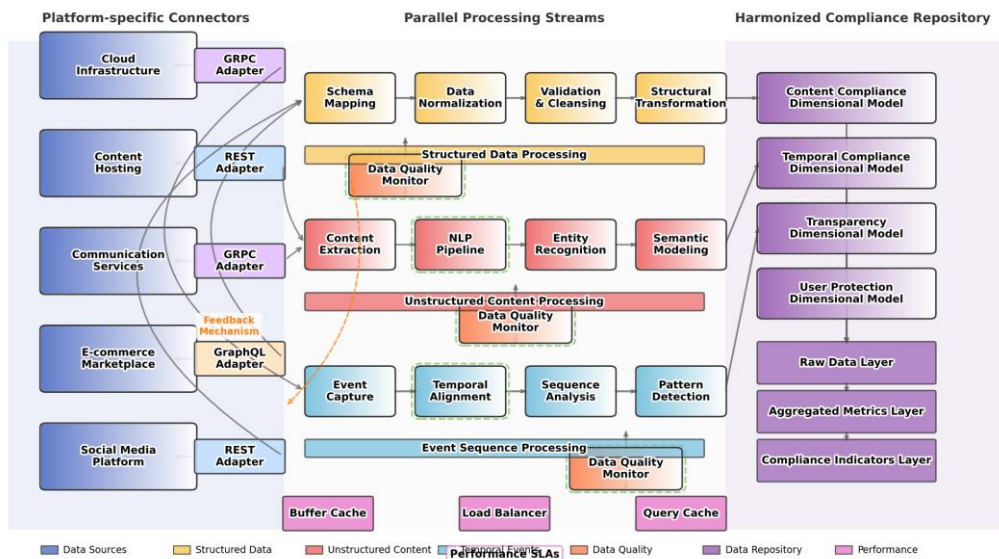 Platform-specific Connectors
Parallel Processing Streams
Harmonized Compliance Repository
Cloud
Infrastructure
GRPC
Adapter
Content
Hosting
REST
Adapter
Communication
Services
GRPC
Adapter
E-commerce
Marketplace
GraphQL
Adapter
Social Media
Platform
REST
Adapter
Feedback
Mechanism
Schema
Mapping
Data
Normalization
Validation
& Cleansing
Structural
Transformation
Structured Data Processing
Data Quality
Monitor
Content
Extraction
NLP
Pipeline
Entity
Recognition
Semantic
Modeling
Unstructured Content Processing
Data Quality
Monitor
Event
Capture
Temporal
Alignment
Sequence
Analysis
Pattern
Detection
Event Sequence Processing
Data Quality
Monitor
Buffer Cache
Load Balancer
Query Cache
Content Compliance
Dimensional Model
Temporal Compliance
Dimensional Model
Transparency
Dimensional Model
User Protection
Dimensional Model
Raw Data Layer
Aggregated Metrics Layer
Compliance Indicators Layer
Performance SLAs
Data Sources
Structured Data
Unstructured Content
Temporal Events
Data Quality
Data Repository
Performance